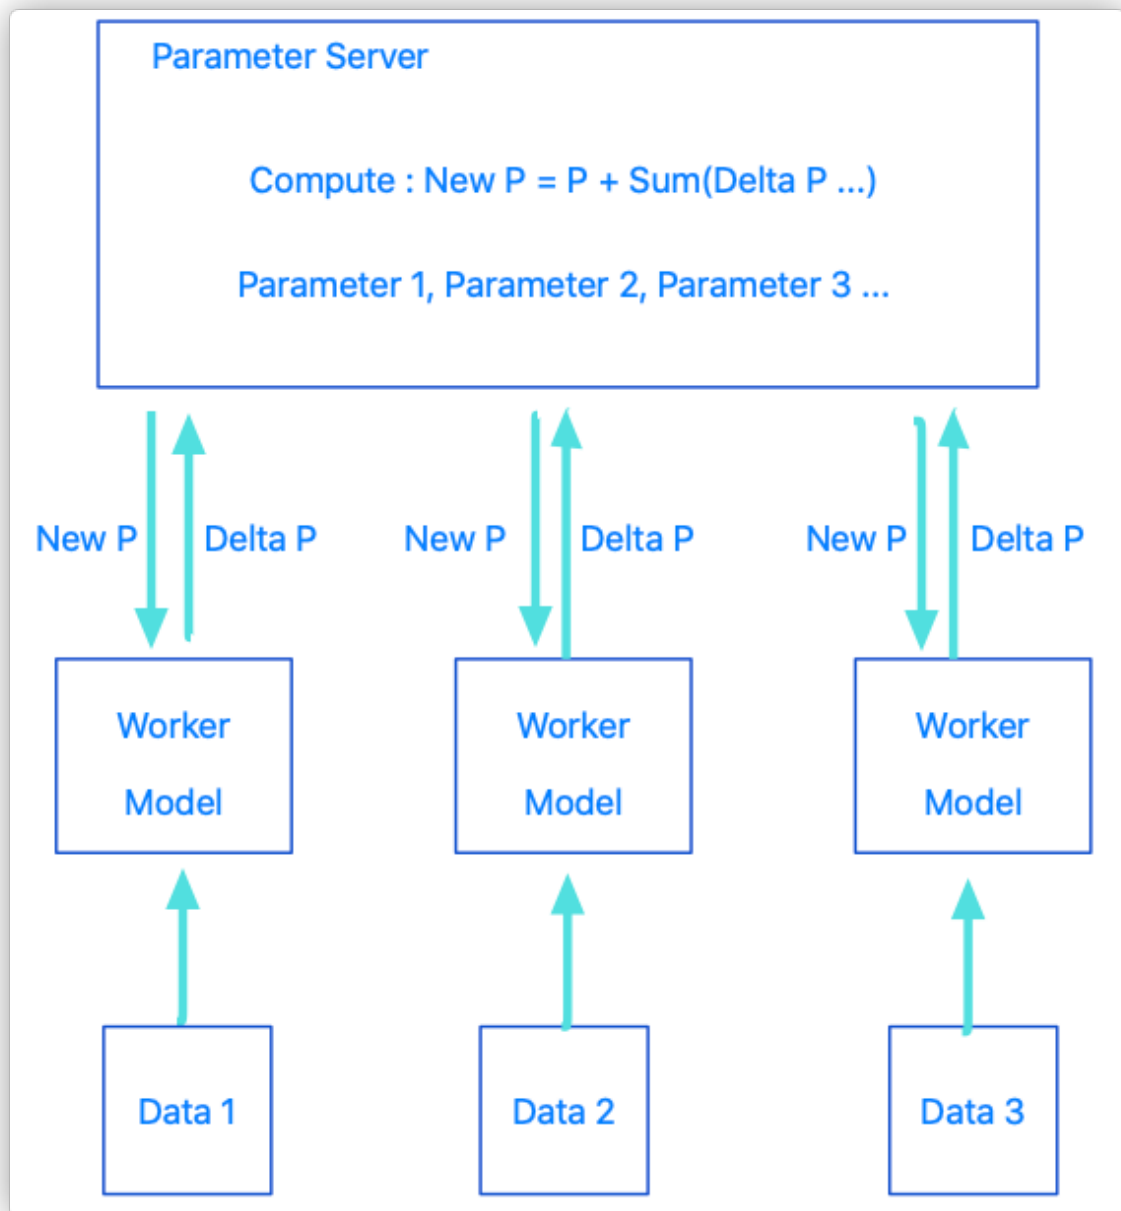 Parameter Server
Compute : New P = P + Sum(Delta P ...)
Parameter 1, Parameter 2, Parameter 3 ...
New P
Delta P
New P
Delta P
New P
Delta P
Worker
Model
Worker
Model
Worker
Model
Data 1
Data 2
Data 3